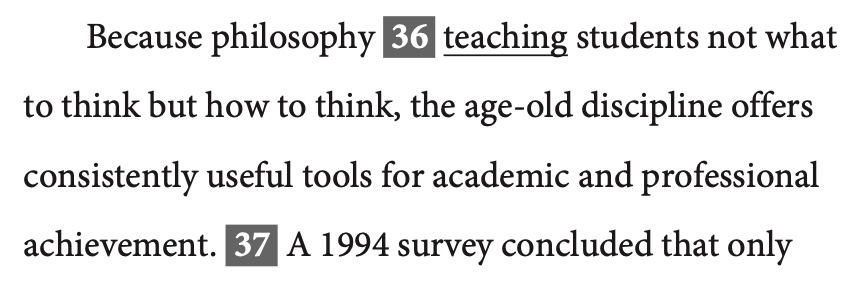 Because philosophy 36 teaching students not what
to think but how to think, the age-old discipline offers
consistently useful tools for academic and professional
achievement. 37 A 1994 survey concluded that only